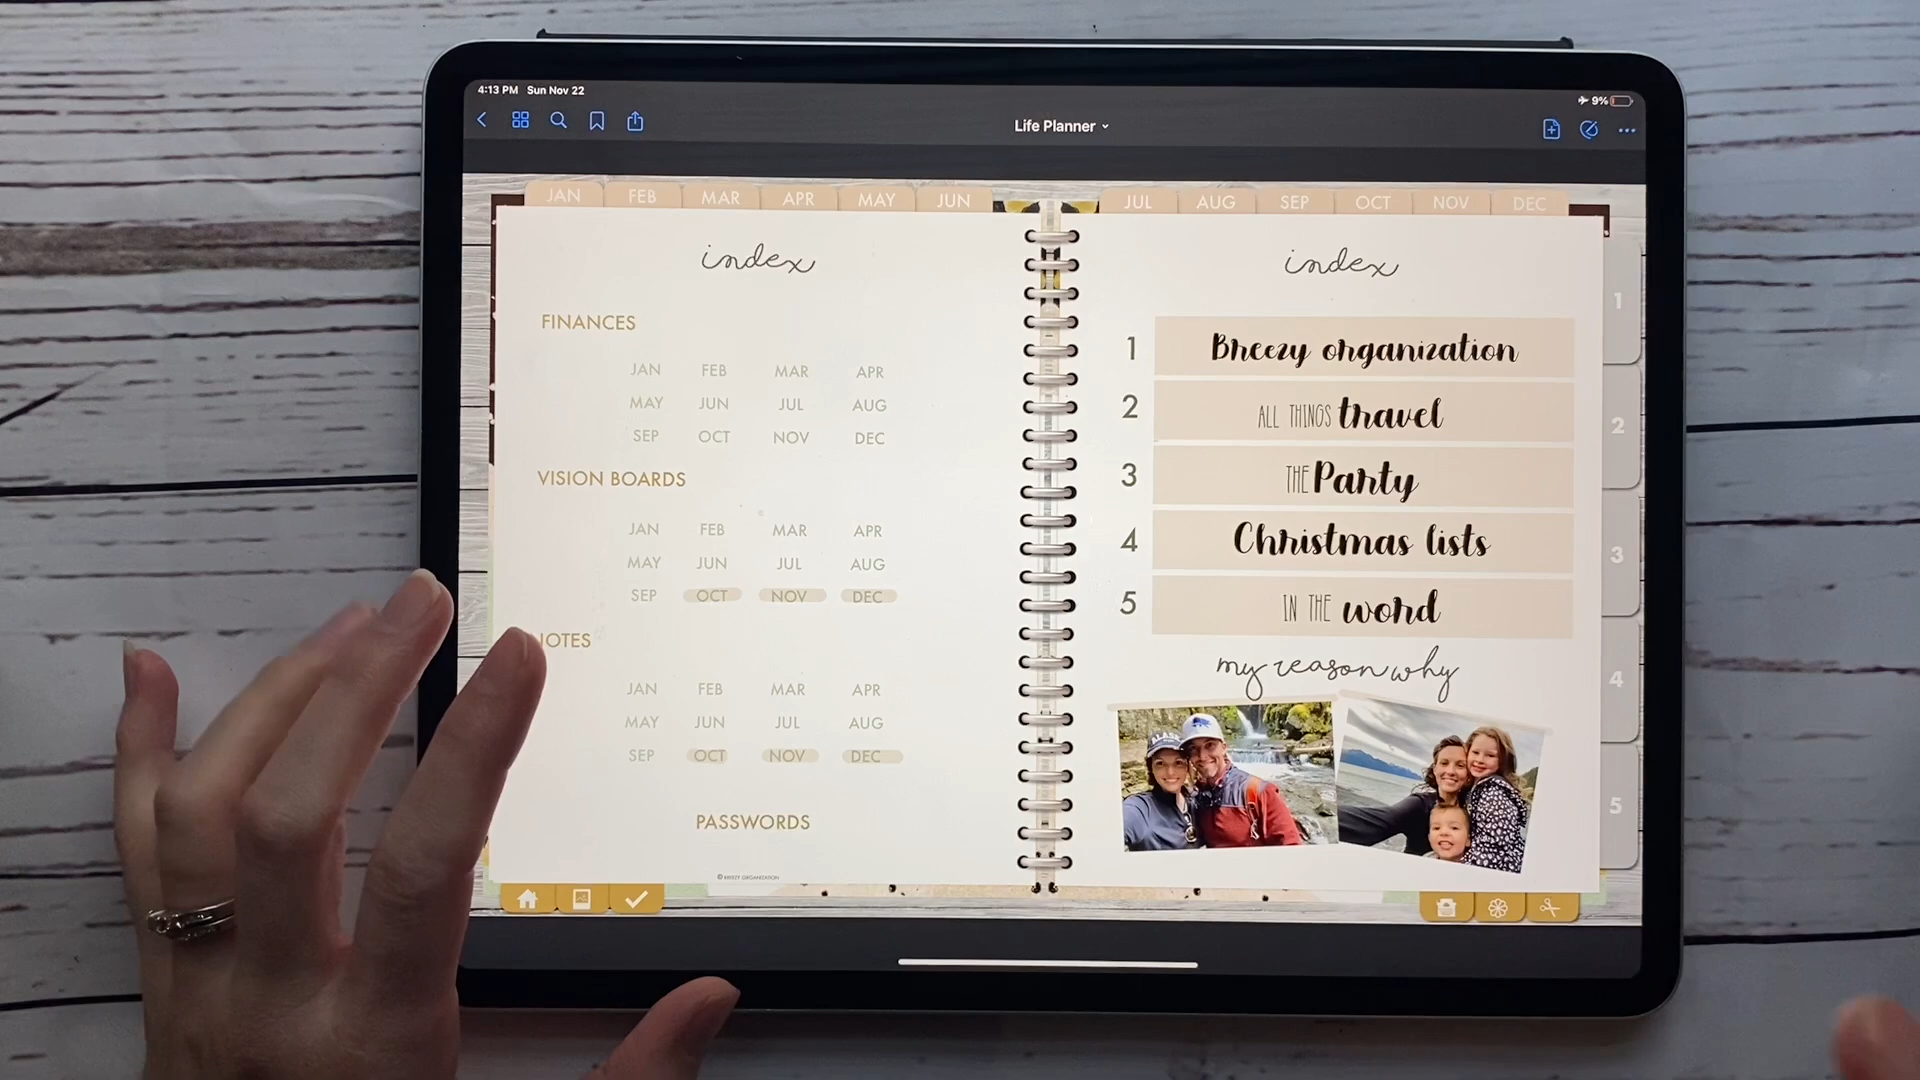 4:13 PM Sun Nov 22
9%
Life Planner
JAN FEB MAR APR MAY JUN
JUL AUG SEP OCT NOV DEC
index
FINANCES
JAN FEB MAR APR
MAY JUN JUL AUG
SEP OCT NOV DEC
VISION BOARDS
JAN FEB MAR APR
MAY JUN JUL AUG
SEP OCT NOV DEC
NOTES
JAN FEB MAR APR
MAY JUN JUL AUG
SEP OCT NOV DEC
PASSWORDS
© BREEZY ORGANIZATION
index
1 Breezy organization
2 ALL THINGS travel
3 THE Party
4 Christmas lists
5 IN THE word
my reason why
1
2
3
4
5